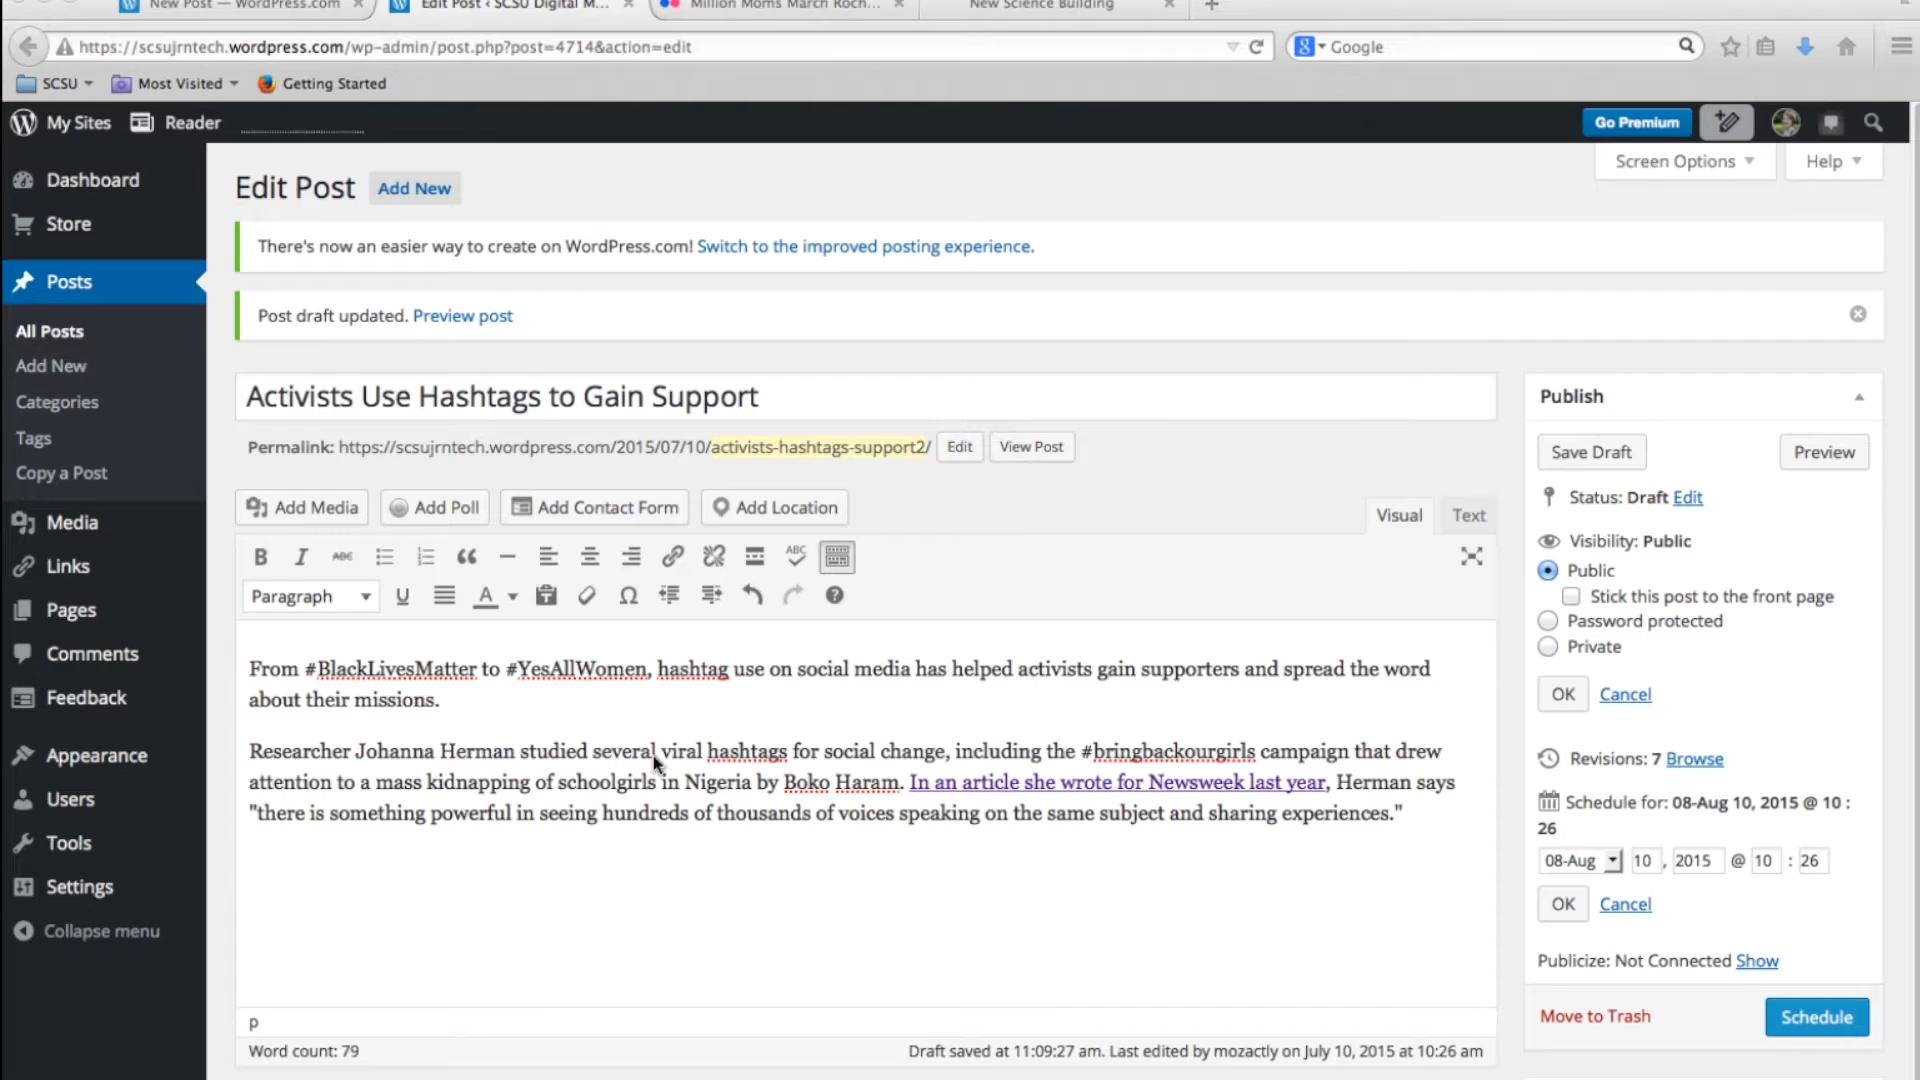 New Post — WordPress.com
Edit Post ‹ SCSU Digital M...
Million Moms March Roch...
New Science Building
https://scsujrntech.wordpress.com/wp-admin/post.php?post=4714&action=edit
Google
SCSU
Most Visited
Getting Started
My Sites
Reader
Go Premium
Dashboard
Store
Posts
All Posts
Add New
Categories
Tags
Copy a Post
Media
Links
Pages
Comments
Feedback
Appearance
Users
Tools
Settings
Collapse menu
Screen Options
Help
Edit Post
Add New
There's now an easier way to create on WordPress.com! Switch to the improved posting experience.
Post draft updated. Preview post
Activists Use Hashtags to Gain Support
Permalink: https://scsujrntech.wordpress.com/2015/07/10/activists-hashtags-support2/ Edit View Post
Add Media
Add Poll
Add Contact Form
Add Location
Visual
Text
B I ABC ABC
Paragraph U A Ω
From #BlackLivesMatter to #YesAllWomen, hashtag use on social media has helped activists gain supporters and spread the word
about their missions.
Researcher Johanna Herman studied several viral hashtags for social change, including the #bringbackourgirls campaign that drew
attention to a mass kidnapping of schoolgirls in Nigeria by Boko Haram. In an article she wrote for Newsweek last year, Herman says
"there is something powerful in seeing hundreds of thousands of voices speaking on the same subject and sharing experiences."
p
Word count: 79
Draft saved at 11:09:27 am. Last edited by mozactly on July 10, 2015 at 10:26 am
Publish
Save Draft
Preview
Status: Draft Edit
Visibility: Public
Public
Stick this post to the front page
Password protected
Private
OK Cancel
Revisions: 7 Browse
Schedule for: 08-Aug 10, 2015 @ 10 :
26
08-Aug 10 , 2015 @ 10 : 26
OK Cancel
Publicize: Not Connected Show
Move to Trash
Schedule